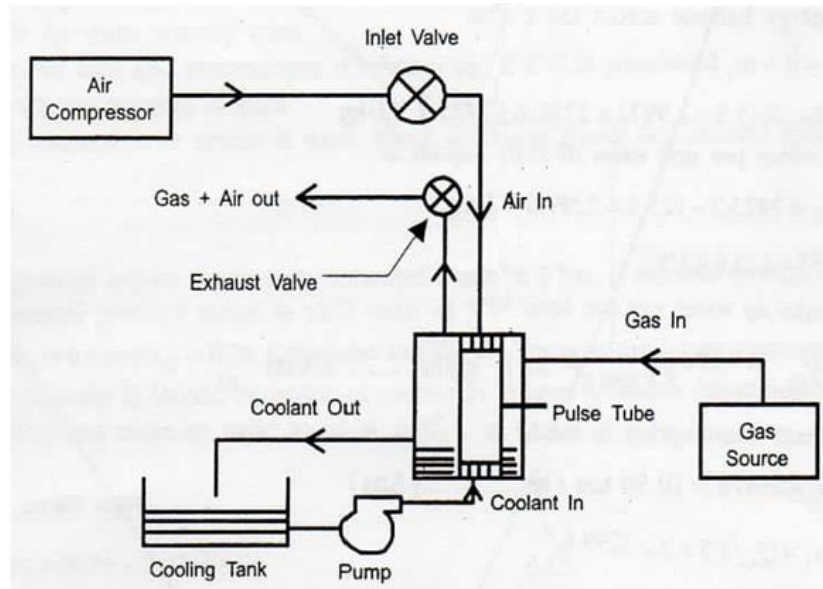 Inlet Valve
Air
Compressor
Gas + Air out
Air In
Exhaust Valve
Gas In
Coolant Out
Pulse Tube
Gas
Source
Coolant In
Cooling Tank
Pump